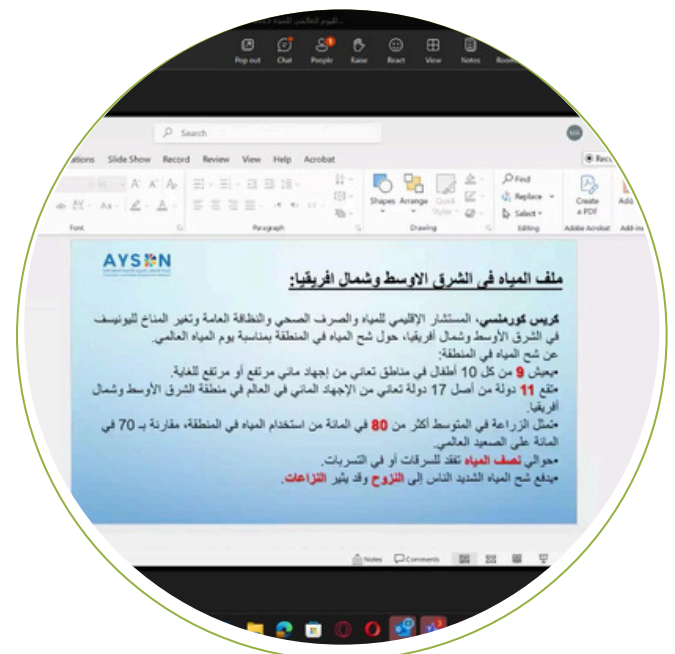 لليوم العالمي للمياه
Pop out Chat People Raise React View Notes
Search
Slide Show Record Review View Help Acrobat
Shapes Arrange Quick Styles
Find
Replace
Select
Create a PDF
Font Paragraph Drawing Editing Adobe Acrobat
AYSON
ملف المياه في الشرق الاوسط وشمال افريقيا:
كريس كورمنسي، المستشار الإقليمي للمياه والصرف الصحي والنظافة العامة وتغير المناخ لليونيسف
في الشرق الأوسط وشمال أفريقيا، حول شح المياه في المنطقة بمناسبة يوم المياه العالمي.
عن شح المياه في المنطقة:
•يعيش 9 من كل 10 أطفال في مناطق تعاني من إجهاد مائي مرتفع أو مرتفع للغاية.
•تقع 11 دولة من أصل 17 دولة تعاني من الإجهاد المائي في العالم في منطقة الشرق الأوسط وشمال
أفريقيا.
•تمثل الزراعة في المتوسط أكثر من 80 في المائة من استخدام المياه في المنطقة، مقارنة بـ 70 في
المائة على الصعيد العالمي.
•حوالي نصف المياه تفقد للسرقات أو في التسربات.
•يدفع شح المياه الشديد الناس إلى النزوح وقد يثير النزاعات.
Notes Comments